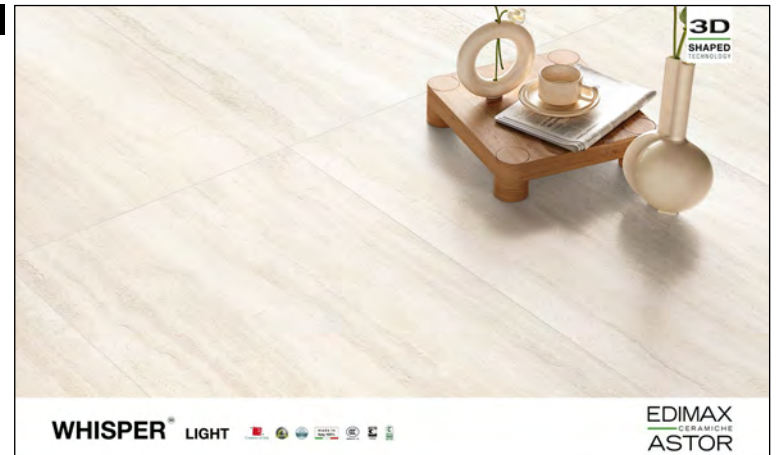 3D
SHAPED
TECHNOLOGY
WHISPER® LIGHT
EDIMAX
CERAMICHE
ASTOR